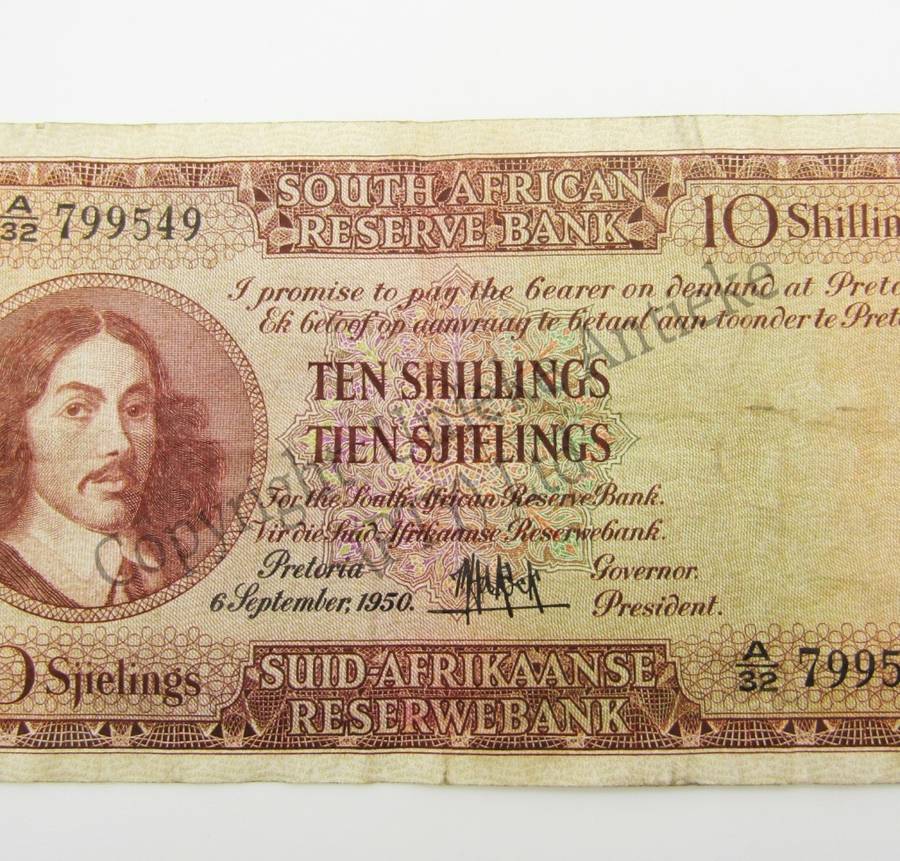 SOUTH AFRICAN
RESERVE BANK
A/32 799549
10 Shillin
I promise to pay the bearer on demand at Preto
Ek beloof op aanvraag te betaal aan toonder te Pret
TEN SHILLINGS
TIEN SJIELINGS
For the South African Reserve Bank.
Vir die Suid-Afrikaanse Reserwebank.
Pretoria
6 September, 1950.
Governor.
President.
0 Sjielings
SUID-AFRIKAANSE
RESERWEBANK
A/32 7995
Copyright
Antieke